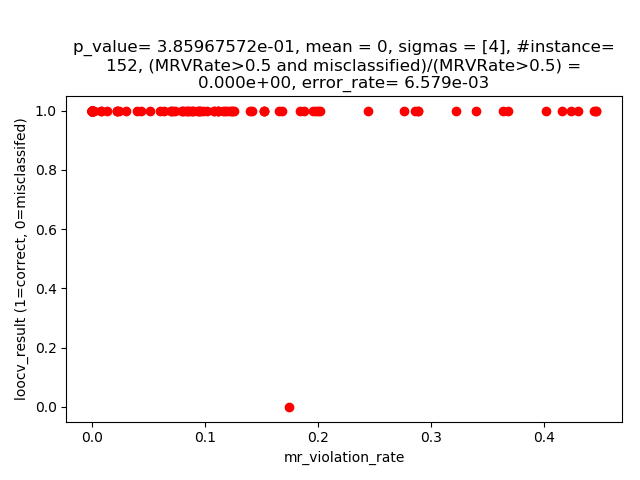 p_value= 3.85967572e-01, mean = 0, sigmas = [4], #instance=
152, (MRVRate>0.5 and misclassified)/(MRVRate>0.5) =
0.000e+00, error_rate= 6.579e-03
loocv_result (1=correct, 0=misclassifed)
1.0
0.8
0.6
0.4
0.2
0.0
0.0 0.1 0.2 0.3 0.4
mr_violation_rate